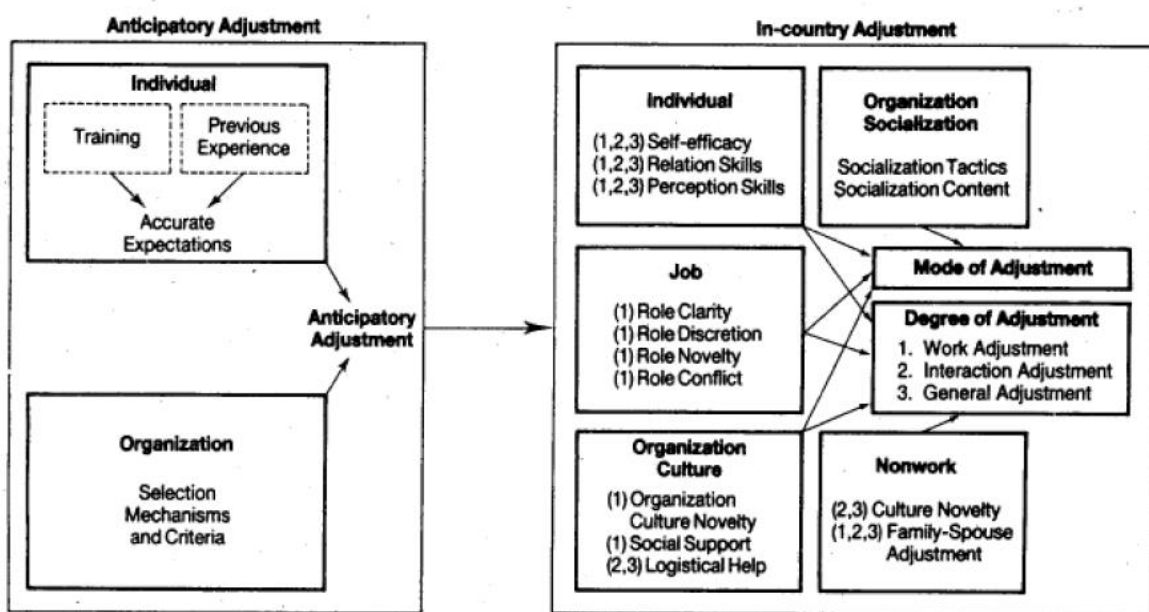 Anticipatory Adjustment
Individual
Training
Previous
Experience
Accurate
Expectations
Anticipatory
Adjustment
Organization
Selection
Mechanisms
and Criteria
In-country Adjustment
Individual
(1,2,3) Self-efficacy
(1,2,3) Relation Skills
(1,2,3) Perception Skills
Organization
Socialization
Socialization Tactics
Socialization Content
Job
(1) Role Clarity
(1) Role Discretion
(1) Role Novelty
(1) Role Conflict
Mode of Adjustment
Degree of Adjustment
1. Work Adjustment
2. Interaction Adjustment
3. General Adjustment
Organization
Culture
(1) Organization
Culture Novelty
(1) Social Support
(2,3) Logistical Help
Nonwork
(2,3) Culture Novelty
(1,2,3) Family-Spouse
Adjustment